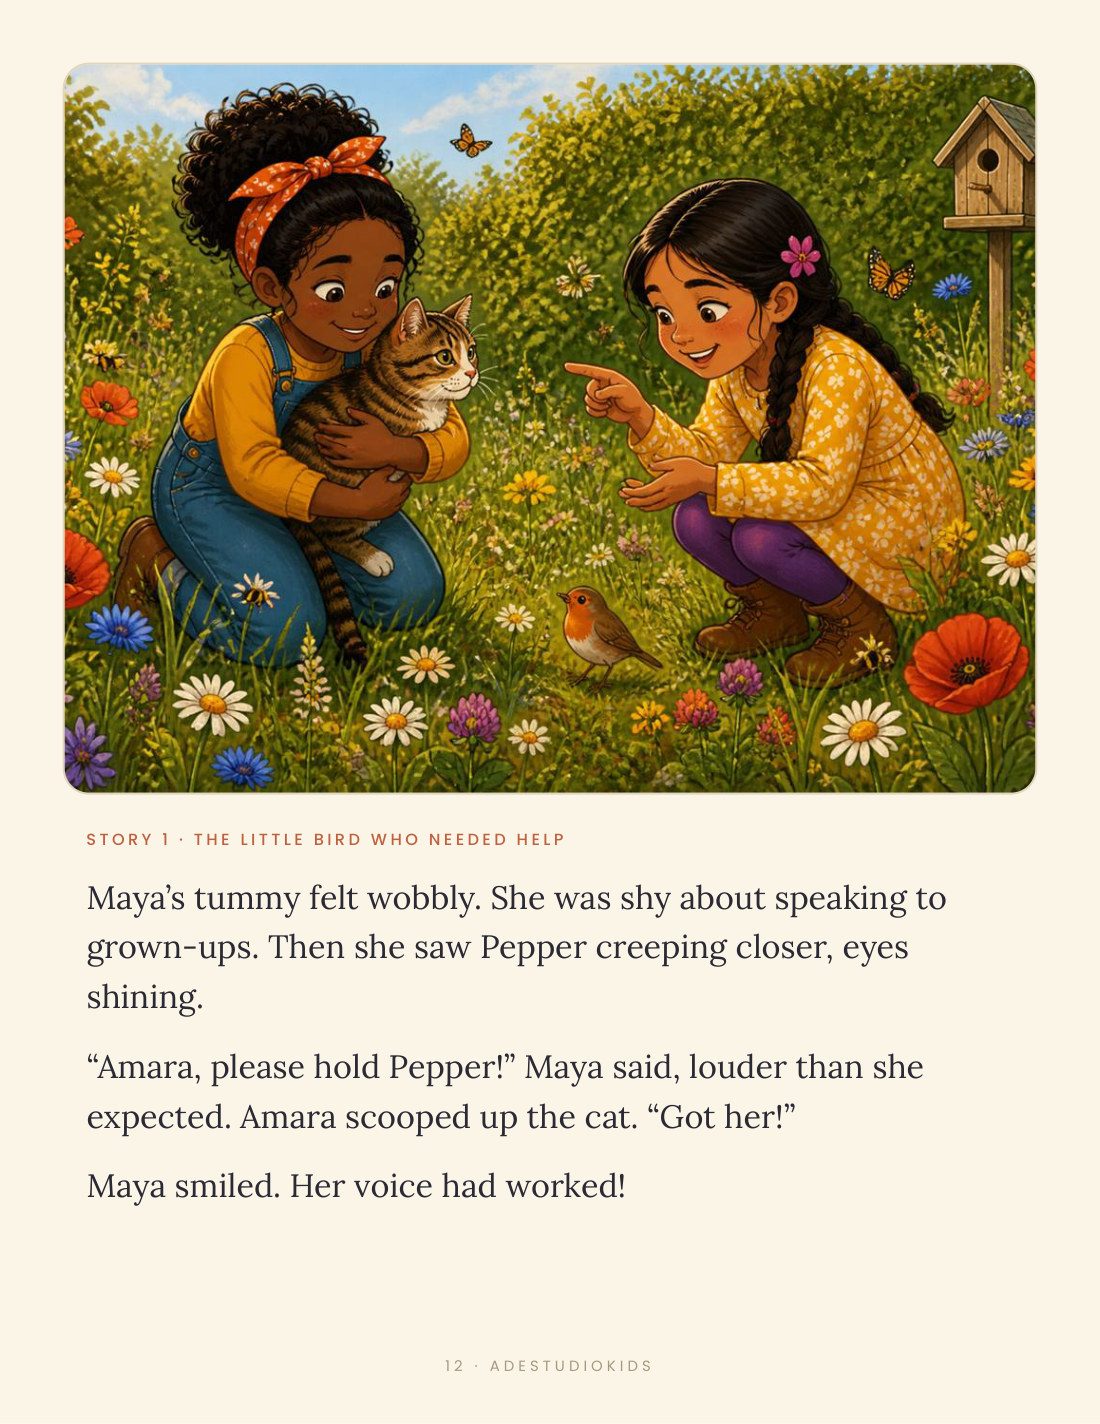 STORY 1 · THE LITTLE BIRD WHO NEEDED HELP
Maya’s tummy felt wobbly. She was shy about speaking to
grown-ups. Then she saw Pepper creeping closer, eyes
shining.
“Amara, please hold Pepper!” Maya said, louder than she
expected. Amara scooped up the cat. “Got her!”
Maya smiled. Her voice had worked!
12 · ADESTUDIOKIDS